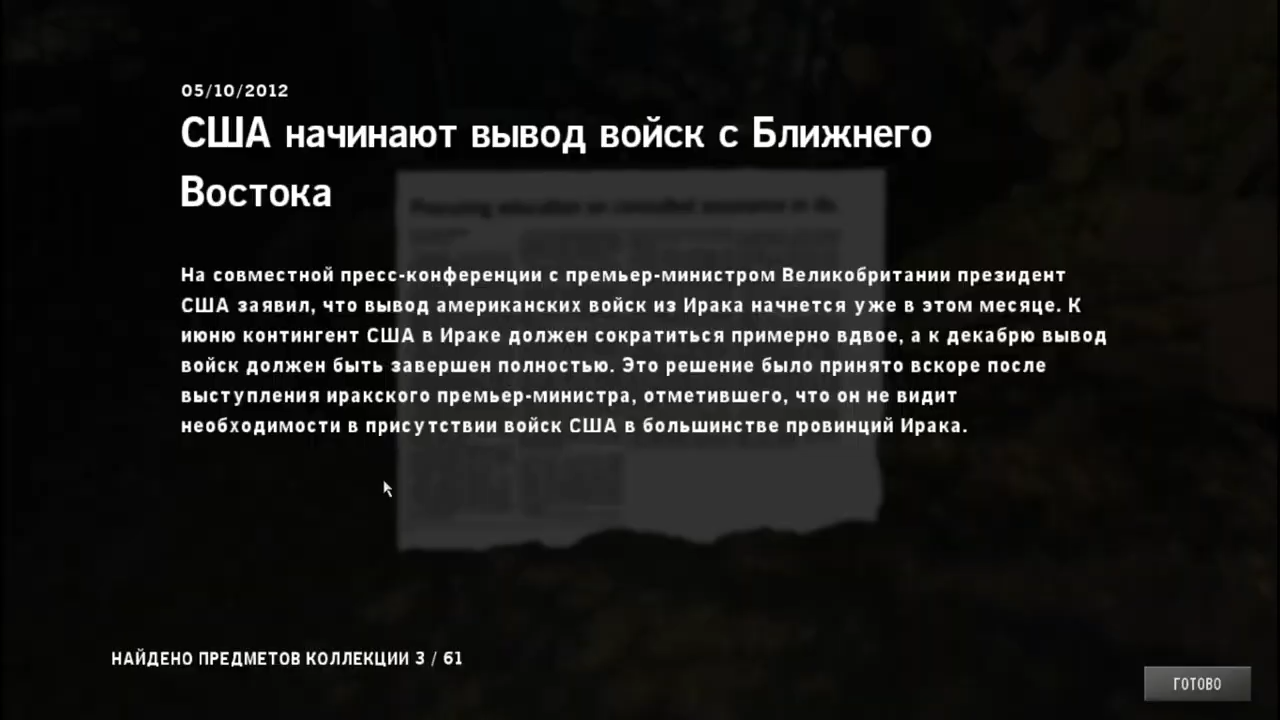 05/10/2012
США начинают вывод войск с Ближнего
Востока
На совместной пресс-конференции с премьер-министром Великобритании президент
США заявил, что вывод американских войск из Ирака начнется уже в этом месяце. К
июню контингент США в Ираке должен сократиться примерно вдвое, а к декабрю вывод
войск должен быть завершен полностью. Это решение было принято вскоре после
выступления иракского премьер-министра, отметившего, что он не видит
необходимости в присутствии войск США в большинстве провинций Ирака.
НАЙДЕНО ПРЕДМЕТОВ КОЛЛЕКЦИИ 3 / 61
ГОТОВО